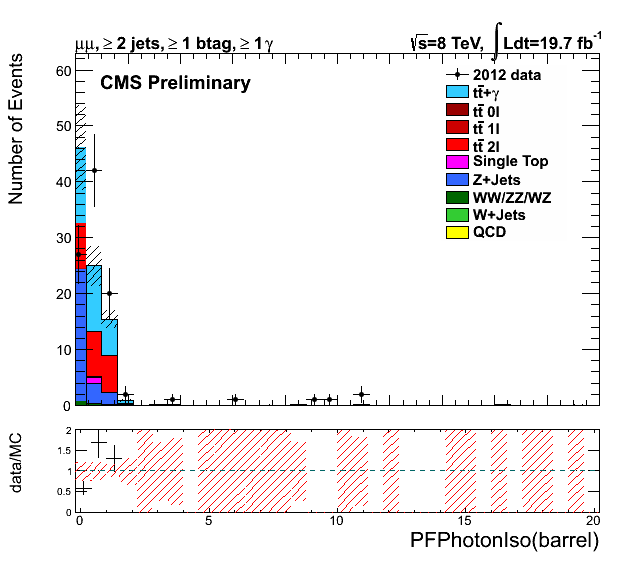 μμ, ≥ 2 jets, ≥ 1 btag, ≥ 1γ
√s=8 TeV, ∫Ldt=19.7 fb⁻¹
Number of Events
CMS Preliminary
2012 data
tt̄+γ
tt̄ 0l
tt̄ 1l
tt̄ 2l
Single Top
Z+Jets
WW/ZZ/WZ
W+Jets
QCD
60
50
40
30
20
10
0
data/MC
2
1.5
1
0.5
0
0 5 10 15 20
PFPhotonIso(barrel)